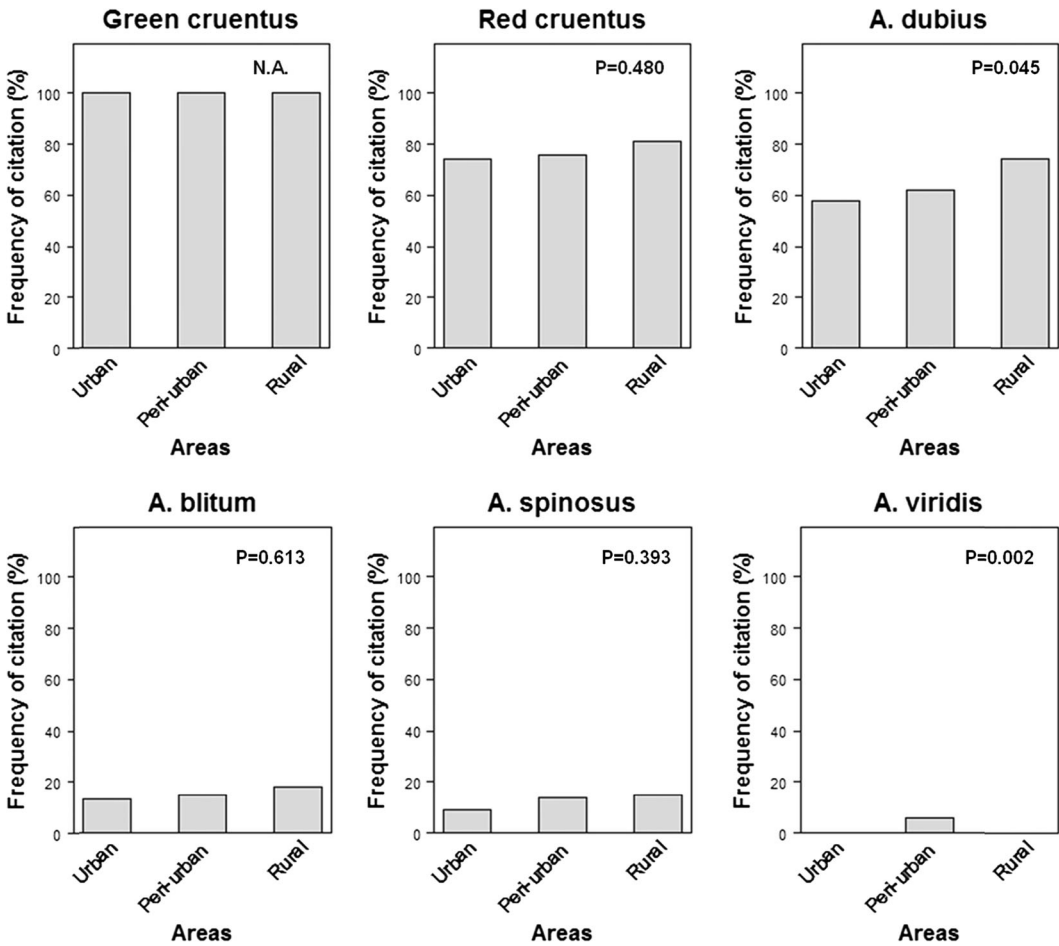 Green cruentus
Frequency of citation (%)
100
80
60
40
20
0
N.A.
Urban
Peri-urban
Rural
Areas
Red cruentus
Frequency of citation (%)
100
80
60
40
20
0
P=0.480
Urban
Peri-urban
Rural
Areas
A. dubius
Frequency of citation (%)
100
80
60
40
20
0
P=0.045
Urban
Peri-urban
Rural
Areas
A. blitum
Frequency of citation (%)
100
80
60
40
20
0
P=0.613
Urban
Peri-urban
Rural
Areas
A. spinosus
Frequency of citation (%)
100
80
60
40
20
0
P=0.393
Urban
Peri-urban
Rural
Areas
A. viridis
Frequency of citation (%)
100
80
60
40
20
0
P=0.002
Urban
Peri-urban
Rural
Areas